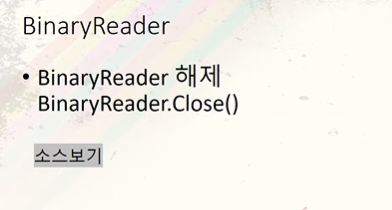 BinaryReader
• BinaryReader 해제
BinaryReader.Close()
소스보기